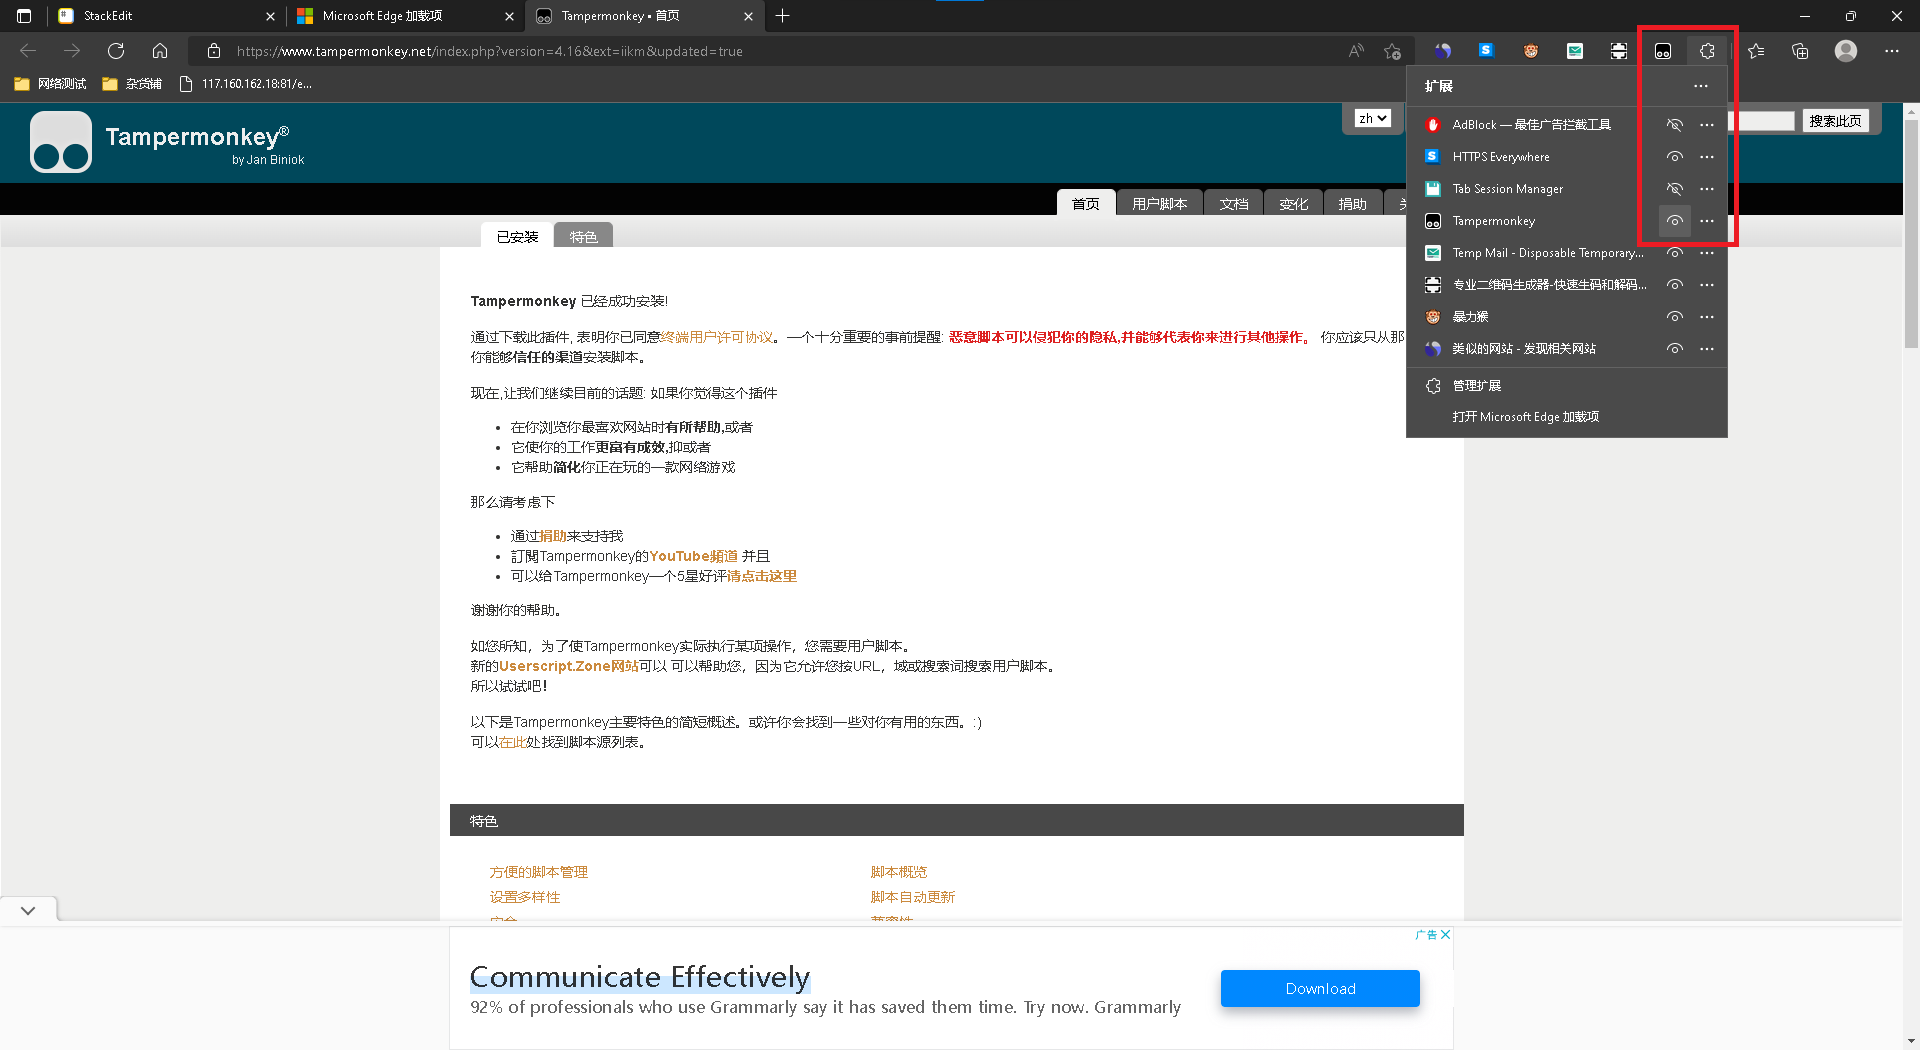 StackEdit
Microsoft Edge 加载项
Tampermonkey • 首页
https://www.tampermonkey.net/index.php?version=4.16&ext=iikm&updated=true
网络测试
杂货铺
117.160.162.18:81/e...
扩展
AdBlock — 最佳广告拦截工具
HTTPS Everywhere
Tab Session Manager
Tampermonkey
Temp Mail - Disposable Temporary...
专业二维码生成器-快速生码和解码...
暴力猴
类似的网站 - 发现相关网站
管理扩展
打开 Microsoft Edge 加载项
Tampermonkey®
by Jan Biniok
zh
搜索此页
首页
用户脚本
文档
变化
捐助
已安装
特色
Tampermonkey 已经成功安装!
通过下载此插件, 表明你已同意终端用户许可协议。一个十分重要的事前提醒: 恶意脚本可以侵犯你的隐私,并能够代表你来进行其他操作。 你应该只从那
你能够信任的渠道安装脚本。
现在,让我们继续目前的话题: 如果你觉得这个插件
• 在你浏览你最喜欢网站时有所帮助,或者
• 它使你的工作更富有成效,抑或者
• 它帮助简化你正在玩的一款网络游戏
那么请考虑下
• 通过捐助来支持我
• 訂閱Tampermonkey的YouTube頻道 并且
• 可以给Tampermonkey一个5星好评请点击这里
谢谢你的帮助。
如您所知，为了使Tampermonkey实际执行某项操作，您需要用户脚本。
新的Userscript.Zone网站可以 可以帮助您，因为它允许您按URL，域或搜索词搜索用户脚本。
所以试试吧！
以下是Tampermonkey主要特色的简短概述。或许你会找到一些对你有用的东西。:)
可以在此处找到脚本源列表。
特色
方便的脚本管理
脚本概览
设置多样性
脚本自动更新
安全
兼容性
广告
Communicate Effectively
92% of professionals who use Grammarly say it has saved them time. Try now. Grammarly
Download